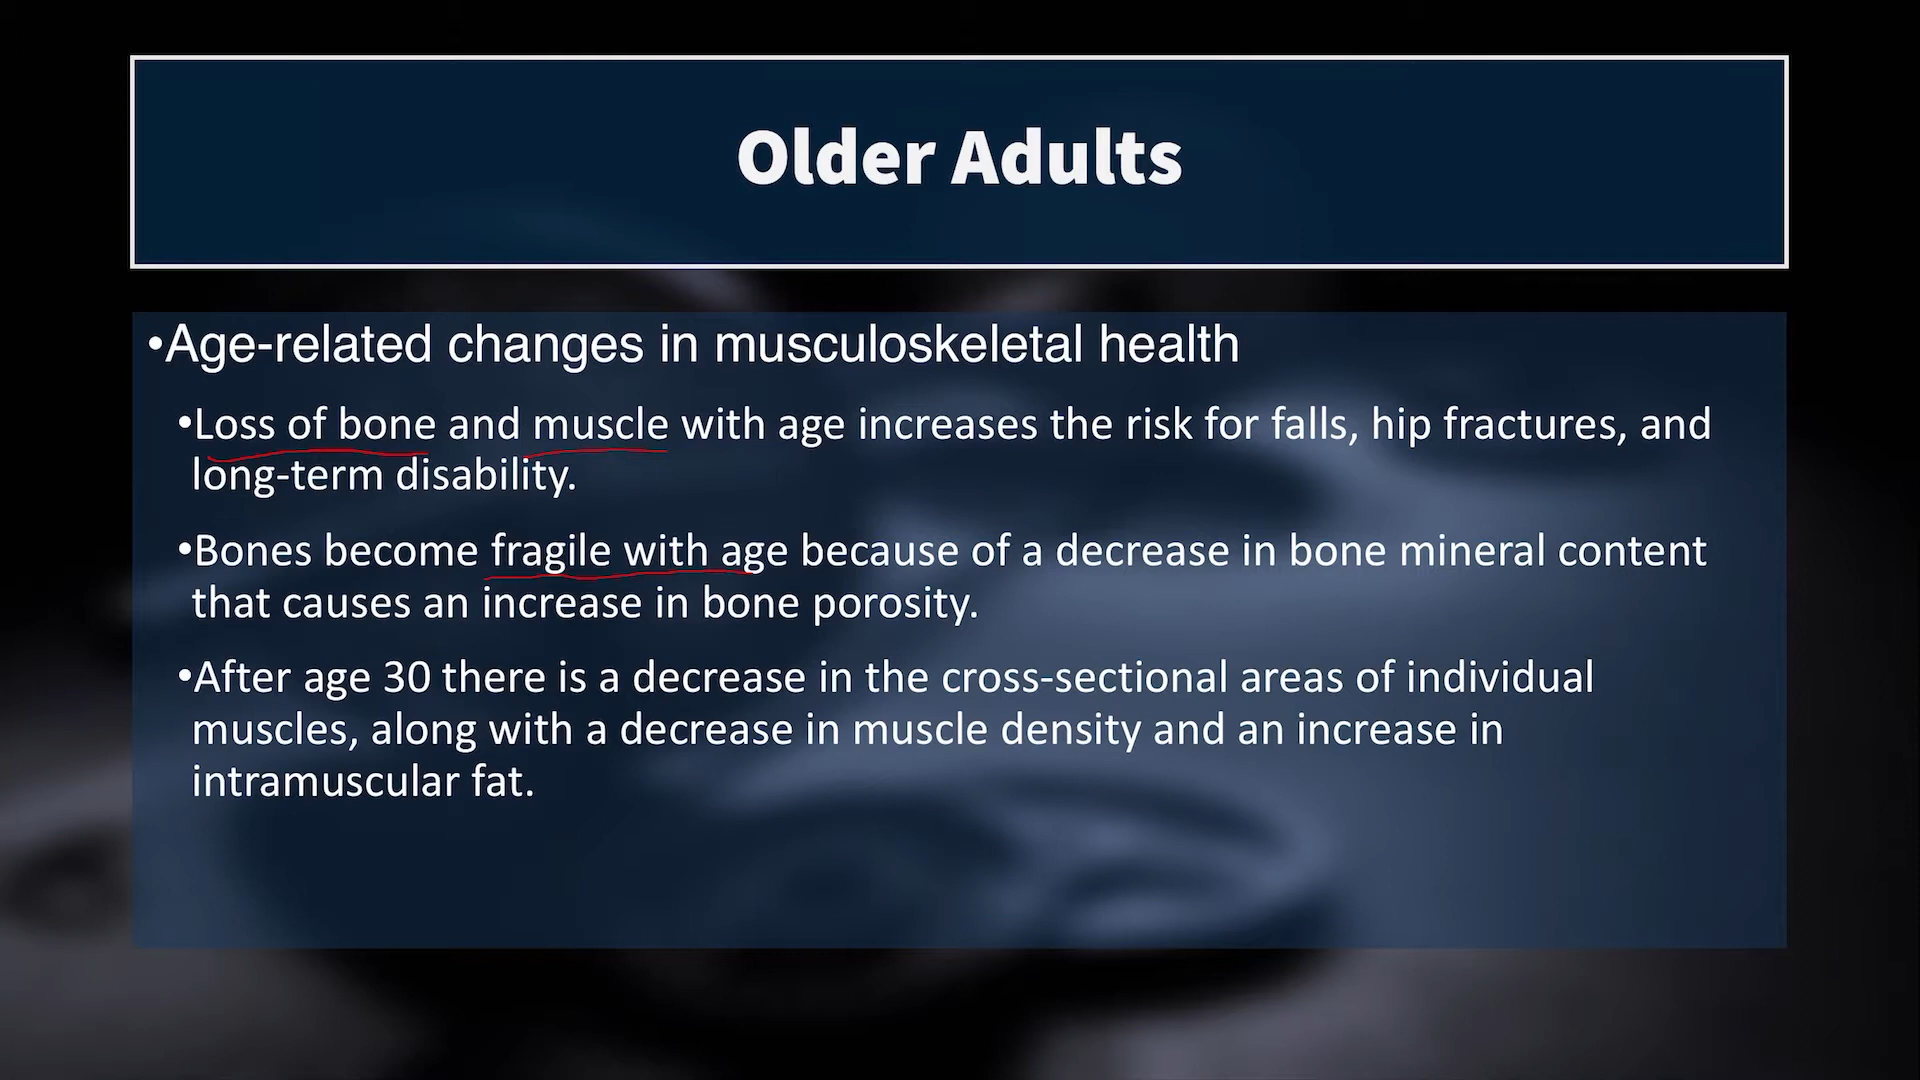 Older Adults
•Age-related changes in musculoskeletal health
•Loss of bone and muscle with age increases the risk for falls, hip fractures, and
long-term disability.
•Bones become fragile with age because of a decrease in bone mineral content
that causes an increase in bone porosity.
•After age 30 there is a decrease in the cross-sectional areas of individual
muscles, along with a decrease in muscle density and an increase in
intramuscular fat.